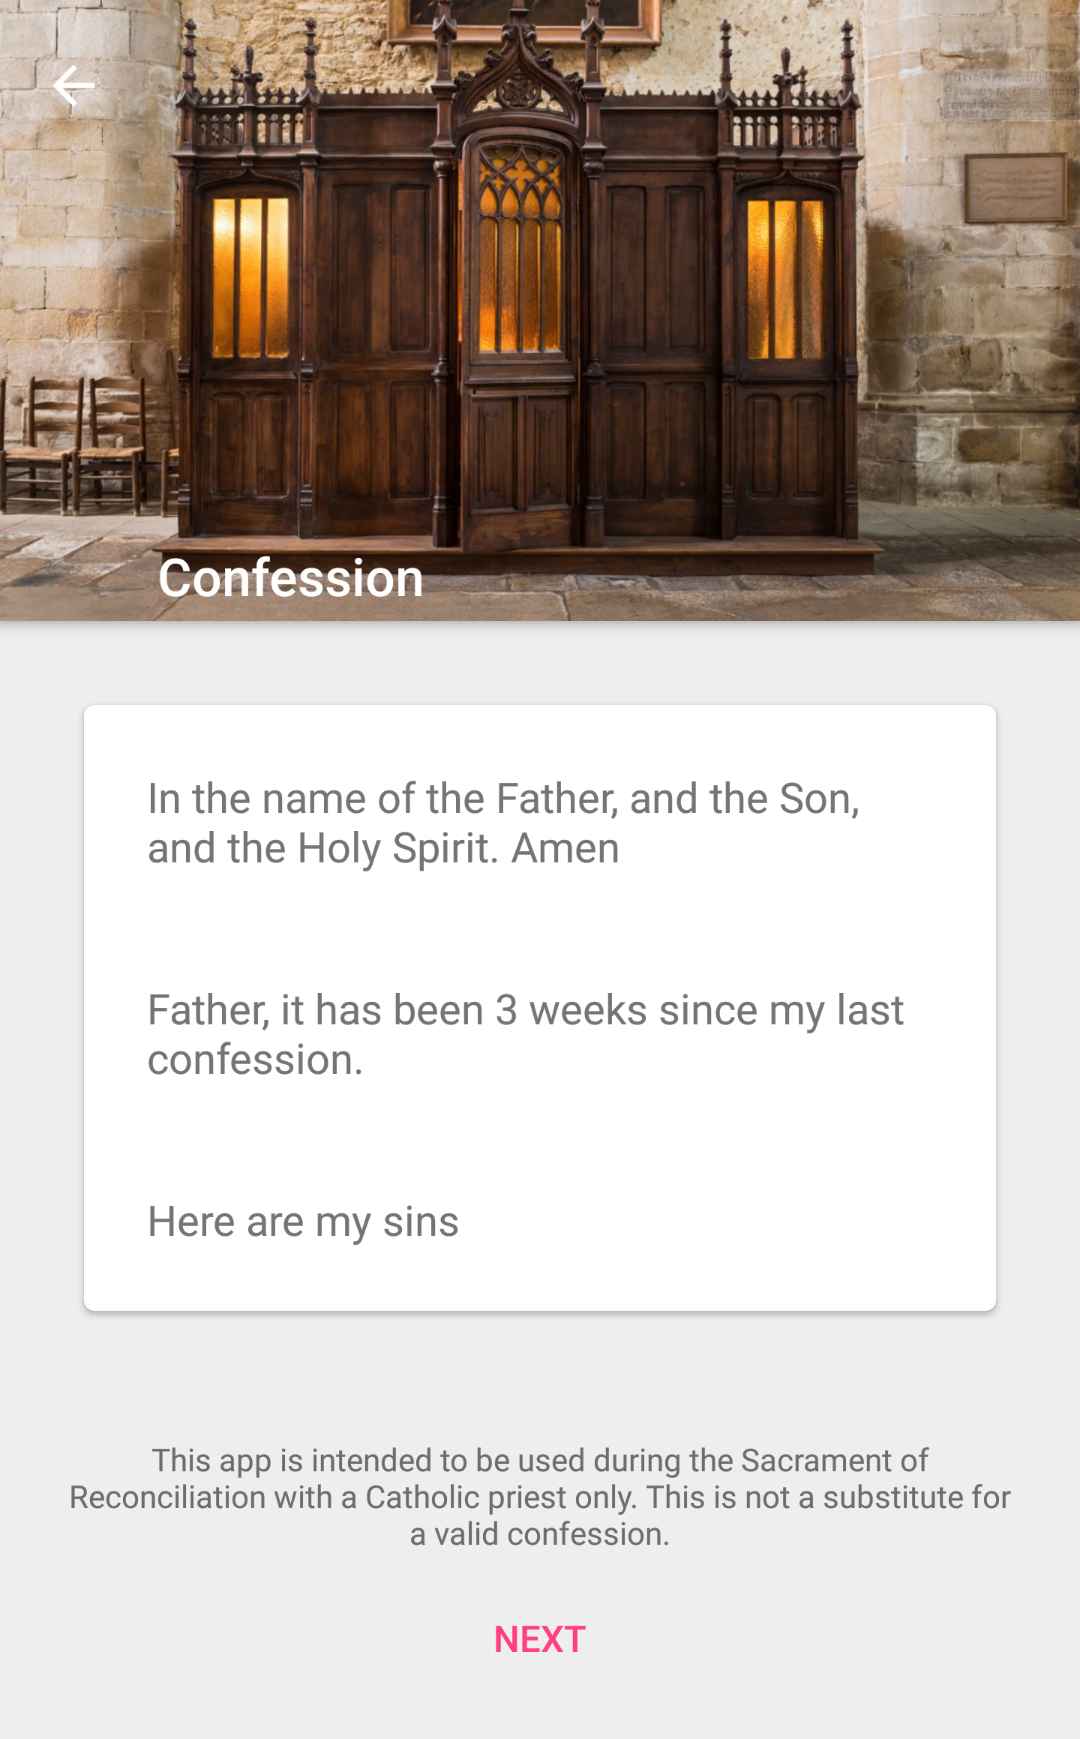 Confession
In the name of the Father, and the Son,
and the Holy Spirit. Amen
Father, it has been 3 weeks since my last
confession.
Here are my sins
This app is intended to be used during the Sacrament of
Reconciliation with a Catholic priest only. This is not a substitute for
a valid confession.
NEXT